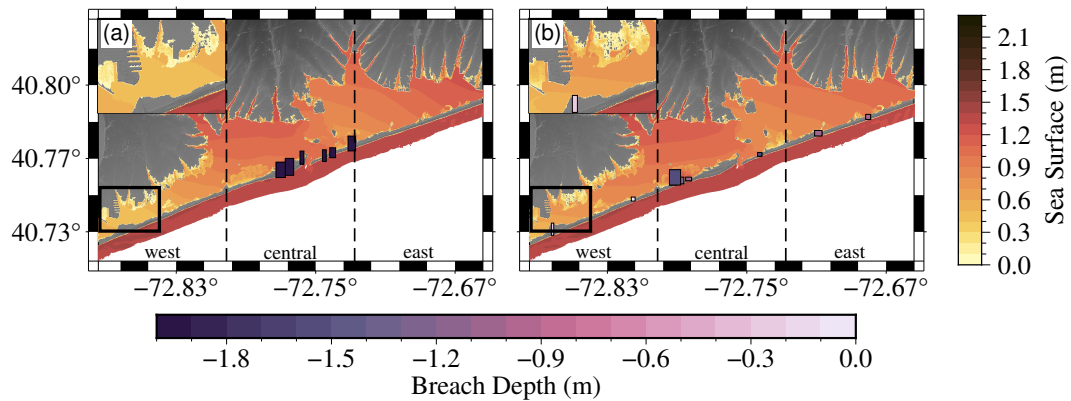 (a)
(b)
40.80°
40.77°
40.73°
west
central
east
west
central
east
−72.83°
−72.75°
−72.67°
−72.83°
−72.75°
−72.67°
2.1
1.8
1.5
1.2
0.9
0.6
0.3
0.0
Sea Surface (m)
−1.8
−1.5
−1.2
−0.9
−0.6
−0.3
0.0
Breach Depth (m)